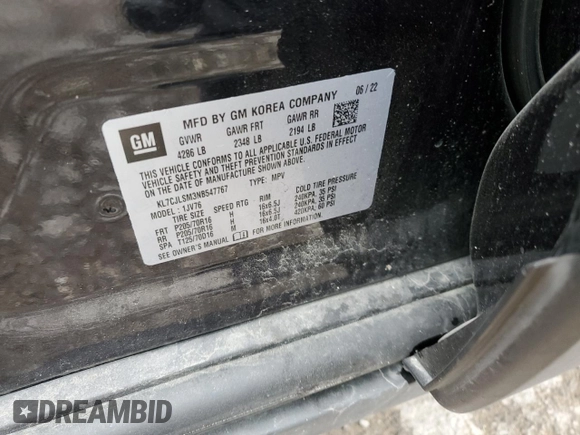 GM
MFD BY GM KOREA COMPANY 06 / 22
GVWR GAWR FRT GAWR RR
4286 LB 2348 LB 2194 LB
THIS VEHICLE CONFORMS TO ALL APPLICABLE U.S. FEDERAL MOTOR
VEHICLE SAFETY AND THEFT PREVENTION STANDARDS IN EFFECT
ON THE DATE OF MANUFACTURE SHOWN ABOVE.
KL7CJLSM3NB547767 TYPE: MPV
MODEL: 1JV76
TIRE SIZE SPEED RTG RIM COLD TIRE PRESSURE
FRT P205/70R16 H 16x6.5J 240KPA, 35 PSI
RR P205/70R16 H 16x6.5J 240KPA, 35 PSI
SPA T125/70D16 M 16x4.0T 420KPA, 60 PSI
SEE OWNER'S MANUAL FOR MORE INFORMATION.
DREAMBID